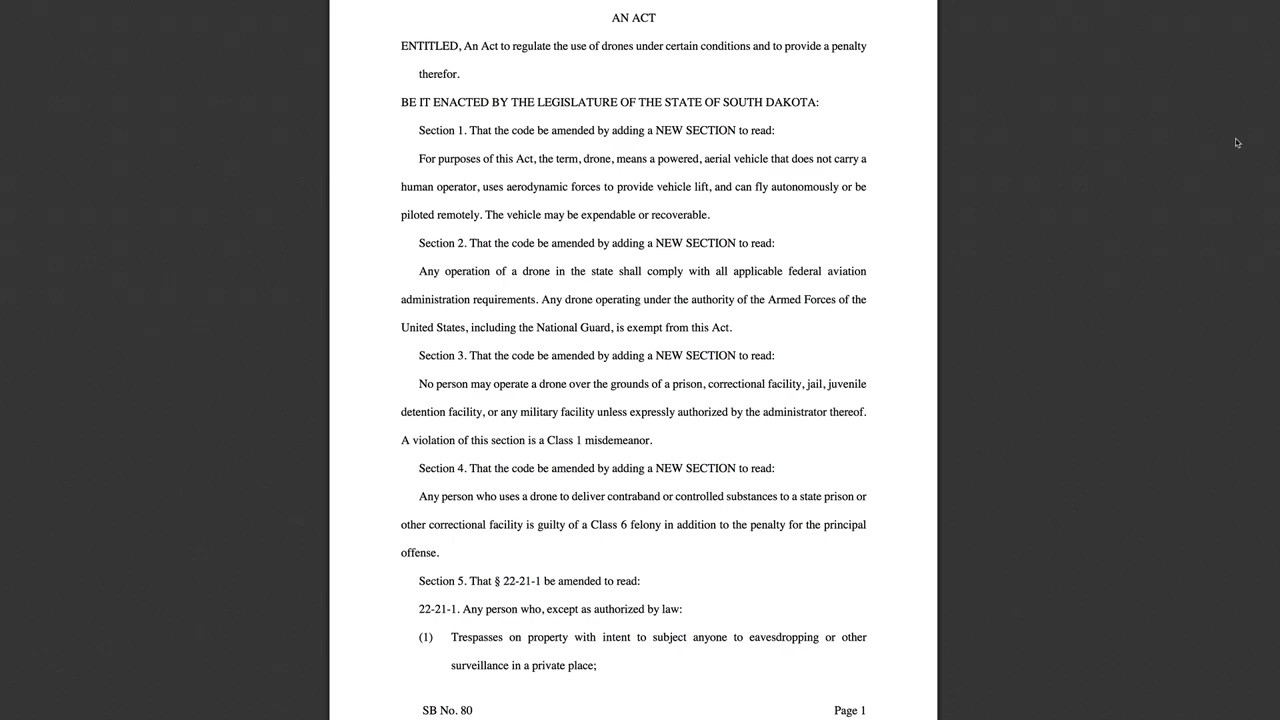 AN ACT
ENTITLED, An Act to regulate the use of drones under certain conditions and to provide a penalty
therefor.
BE IT ENACTED BY THE LEGISLATURE OF THE STATE OF SOUTH DAKOTA:
Section 1. That the code be amended by adding a NEW SECTION to read:
For purposes of this Act, the term, drone, means a powered, aerial vehicle that does not carry a
human operator, uses aerodynamic forces to provide vehicle lift, and can fly autonomously or be
piloted remotely. The vehicle may be expendable or recoverable.
Section 2. That the code be amended by adding a NEW SECTION to read:
Any operation of a drone in the state shall comply with all applicable federal aviation
administration requirements. Any drone operating under the authority of the Armed Forces of the
United States, including the National Guard, is exempt from this Act.
Section 3. That the code be amended by adding a NEW SECTION to read:
No person may operate a drone over the grounds of a prison, correctional facility, jail, juvenile
detention facility, or any military facility unless expressly authorized by the administrator thereof.
A violation of this section is a Class 1 misdemeanor.
Section 4. That the code be amended by adding a NEW SECTION to read:
Any person who uses a drone to deliver contraband or controlled substances to a state prison or
other correctional facility is guilty of a Class 6 felony in addition to the penalty for the principal
offense.
Section 5. That § 22-21-1 be amended to read:
22-21-1. Any person who, except as authorized by law:
(1) Trespasses on property with intent to subject anyone to eavesdropping or other
surveillance in a private place;
SB No. 80 Page 1